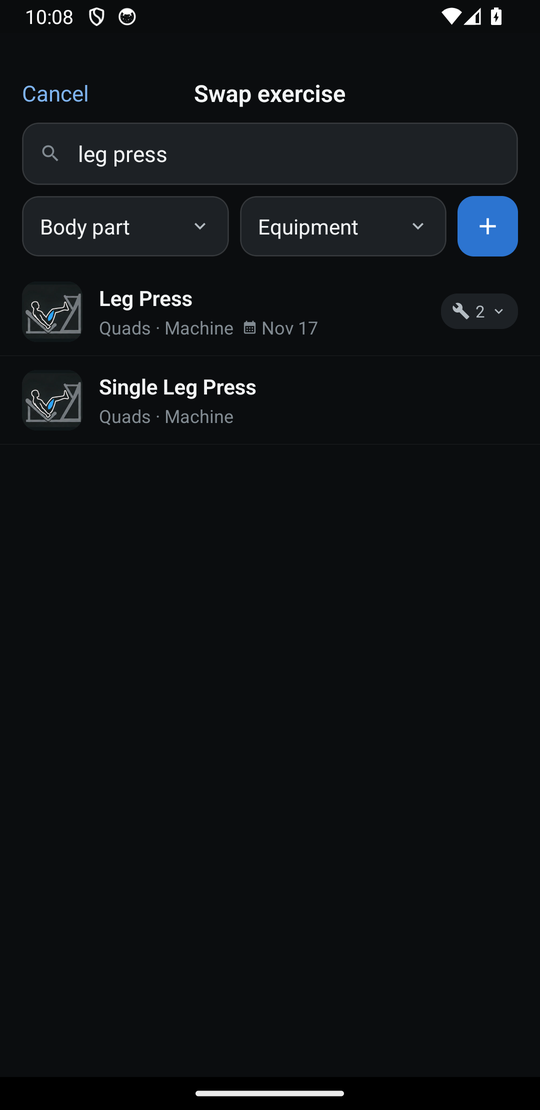 10:08
Cancel
Swap exercise
leg press
Body part
Equipment
+
Leg Press
Quads · Machine Nov 17
2
Single Leg Press
Quads · Machine